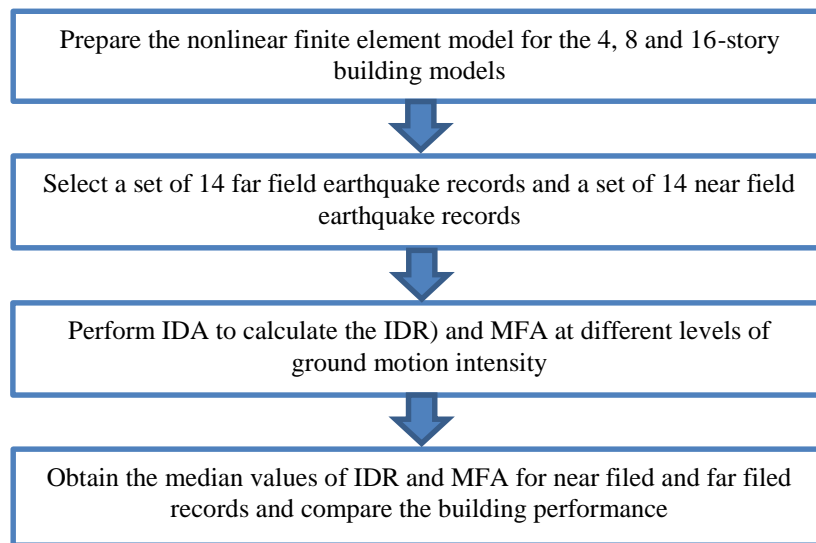 Prepare the nonlinear finite element model for the 4, 8 and 16-story
building models
Select a set of 14 far field earthquake records and a set of 14 near field
earthquake records
Perform IDA to calculate the IDR) and MFA at different levels of
ground motion intensity
Obtain the median values of IDR and MFA for near filed and far filed
records and compare the building performance